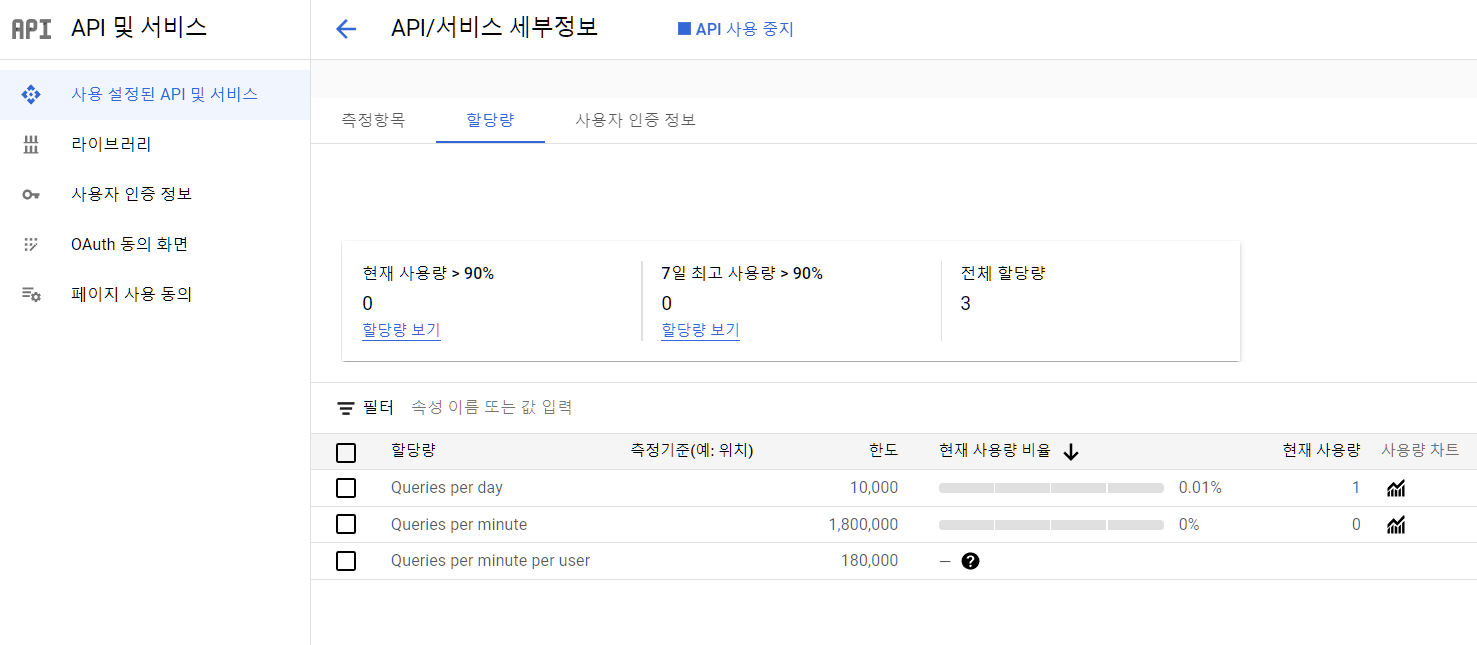 API API 및 서비스
사용 설정된 API 및 서비스
라이브러리
사용자 인증 정보
OAuth 동의 화면
페이지 사용 동의
API/서비스 세부정보 API 사용 중지
측정항목 할당량 사용자 인증 정보
현재 사용량 > 90% 7일 최고 사용량 > 90% 전체 할당량
0 0 3
할당량 보기 할당량 보기
필터 속성 이름 또는 값 입력
할당량 측정기준(예: 위치) 한도 현재 사용량 비율 현재 사용량 사용량 차트
Queries per day 10,000 0.01% 1
Queries per minute 1,800,000 0% 0
Queries per minute per user 180,000 — ?